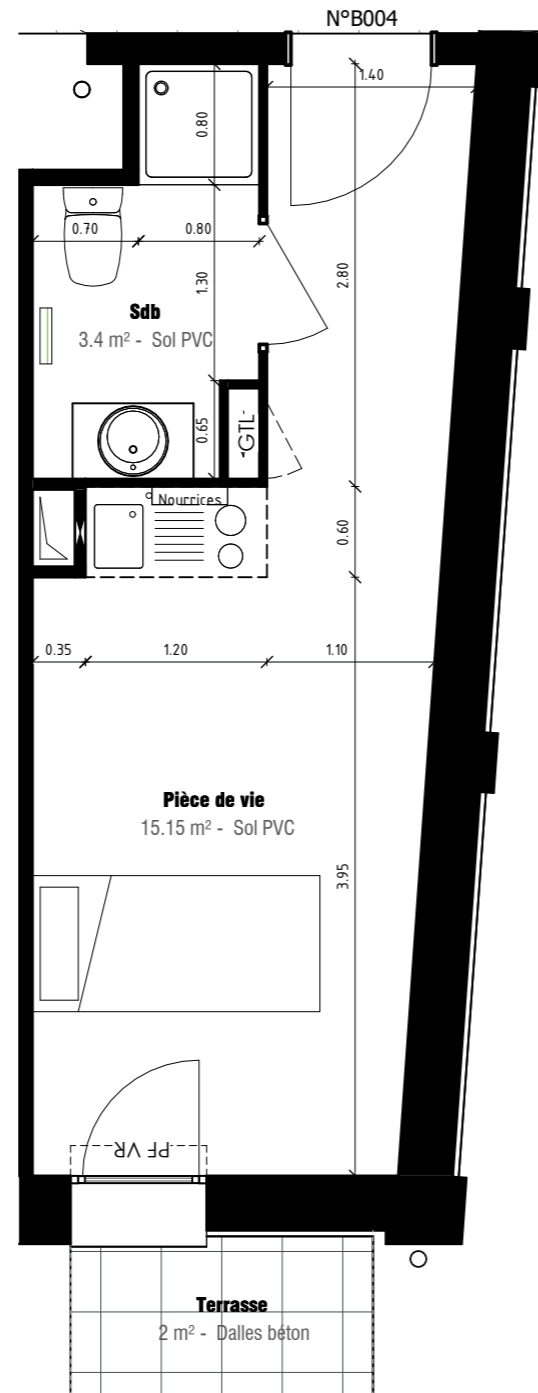 N°B004
1.40
0.80
0.70
0.80
1.30
2.80
Sdb
3.4 m² - Sol PVC
0.65
GTL
Nourrices
0.60
0.35
1.20
1.10
Pièce de vie
15.15 m² - Sol PVC
3.95
PF VR
Terrasse
2 m² - Dalles béton